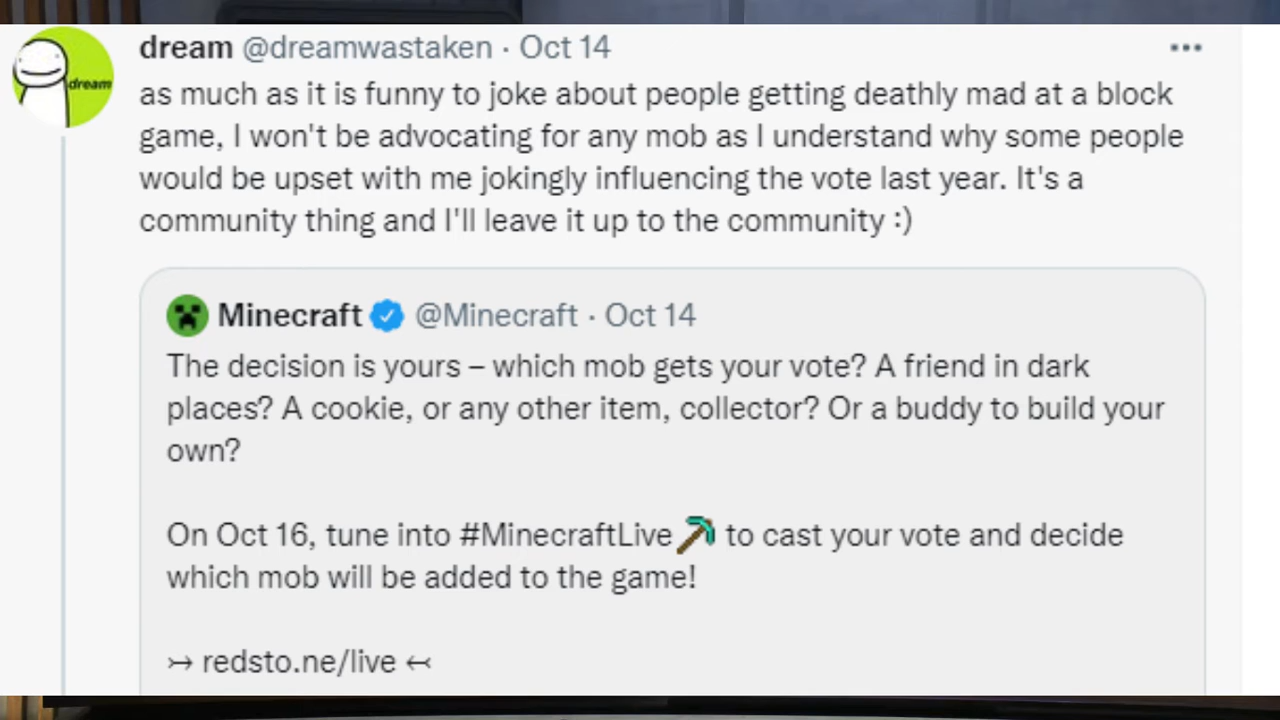 dream @dreamwastaken · Oct 14
dream
as much as it is funny to joke about people getting deathly mad at a block
game, I won't be advocating for any mob as I understand why some people
would be upset with me jokingly influencing the vote last year. It's a
community thing and I'll leave it up to the community :)
Minecraft @Minecraft · Oct 14
The decision is yours – which mob gets your vote? A friend in dark
places? A cookie, or any other item, collector? Or a buddy to build your
own?
On Oct 16, tune into #MinecraftLive to cast your vote and decide
which mob will be added to the game!
↣ redsto.ne/live ↢